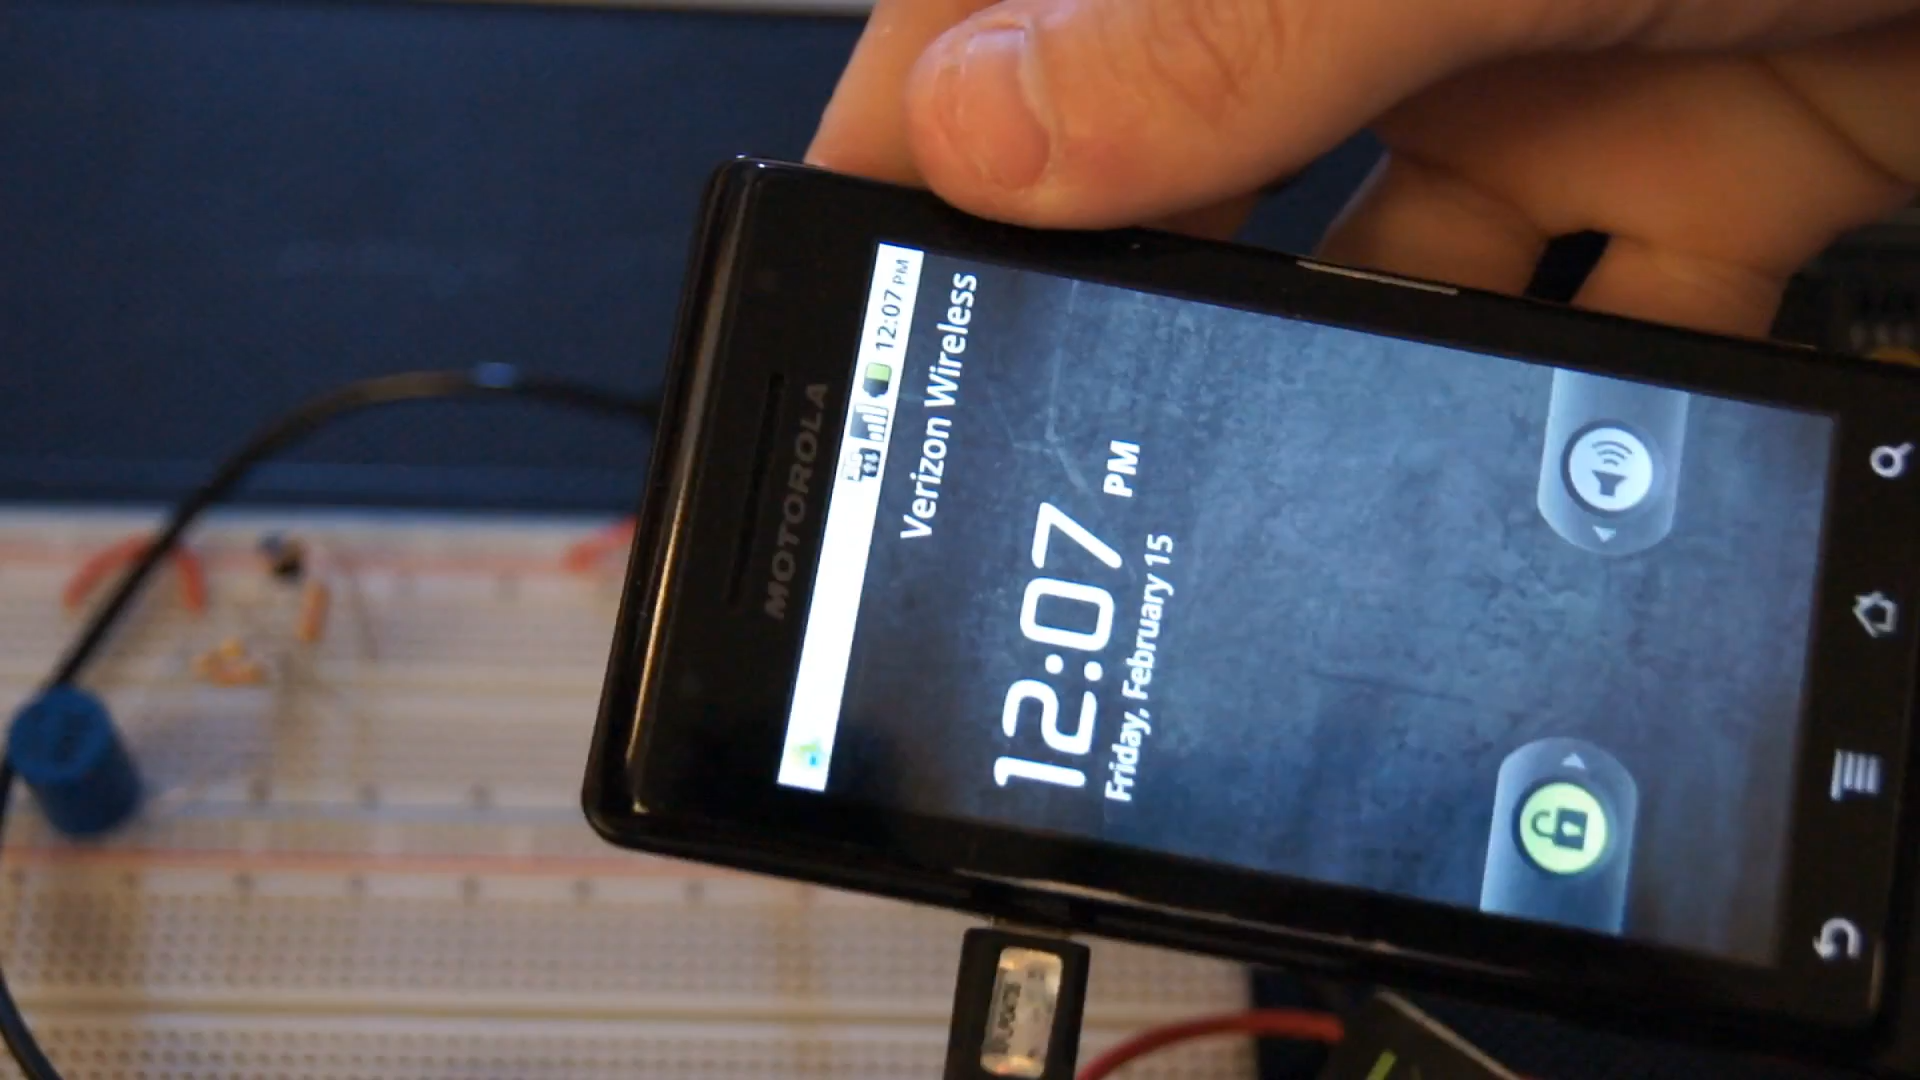 MOTOROLA
12:07 PM
Verizon Wireless
12:07 PM
Friday, February 15